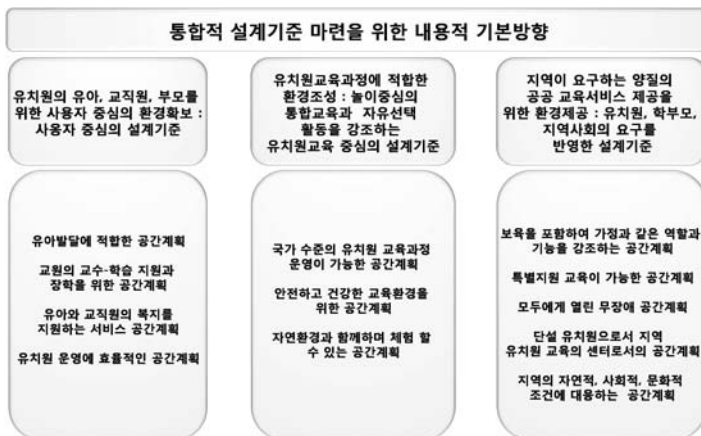 통합적 설계기준 마련을 위한 내용적 기본방향
유치원의 유아, 교직원, 부모를
위한 사용자 중심의 환경확보 :
사용자 중심의 설계기준
유치원교육과정에 적합한
환경조성 : 놀이중심의
통합교육과 자유선택
활동을 강조하는
유치원교육 중심의 설계기준
지역이 요구하는 양질의
공공 교육서비스 제공을
위한 환경제공 : 유치원, 학부모,
지역사회의 요구를
반영한 설계기준
유아발달에 적합한 공간계획
교원의 교수-학습 지원과
장학을 위한 공간계획
유아와 교직원의 복지를
지원하는 서비스 공간계획
유치원 운영에 효율적인 공간계획
국가 수준의 유치원 교육과정
운영이 가능한 공간계획
안전하고 건강한 교육환경을
위한 공간계획
자연환경과 함께하며 체험 할
수 있는 공간계획
보육을 포함하여 가정과 같은 역할과
기능을 강조하는 공간계획
특별지원 교육이 가능한 공간계획
모두에게 열린 무장애 공간계획
단설 유치원으로서 지역
유치원 교육의 센터로서의 공간계획
지역의 자연적, 사회적, 문화적
조건에 대응하는 공간계획